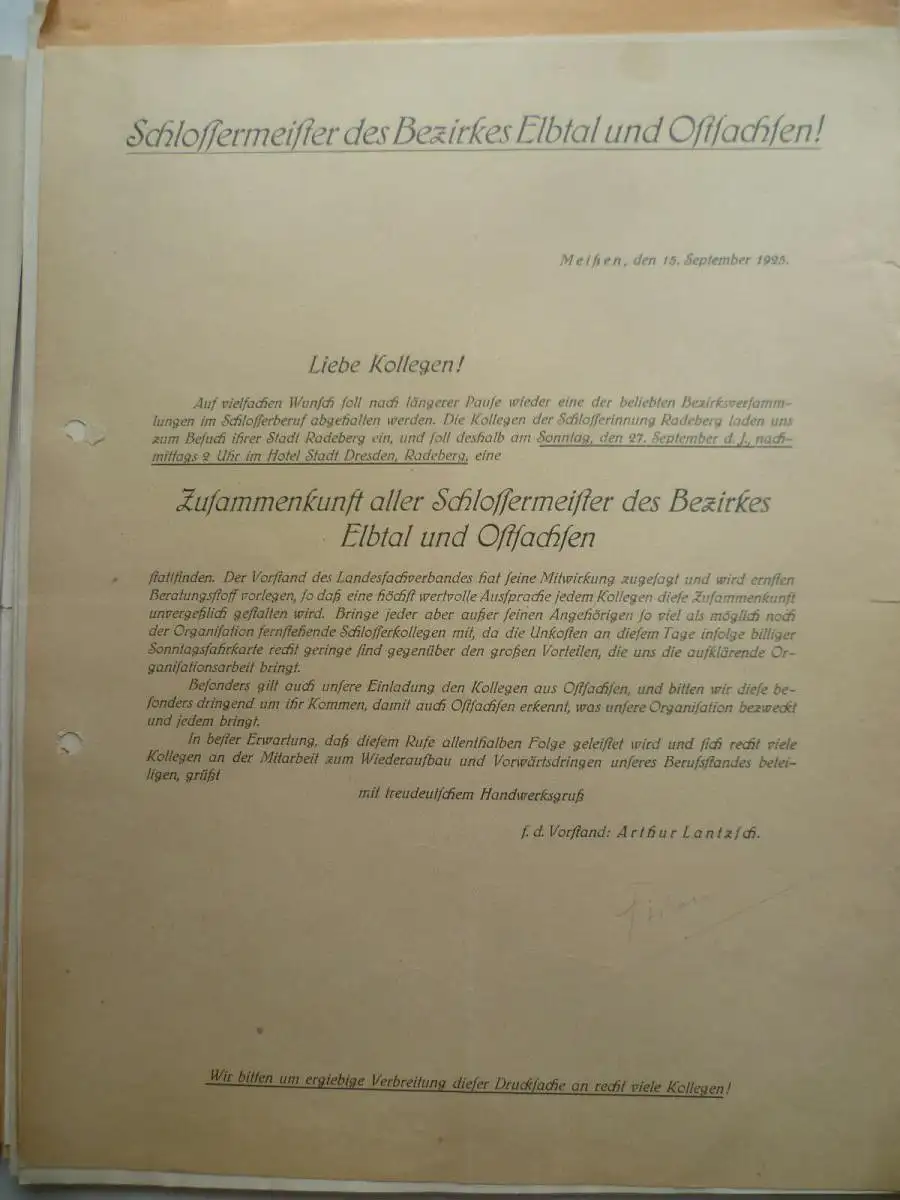 Schloſſermeiſter des Bezirkes Elbtal und Oſtſachſen!
Meißen, den 15. September 1925.
Liebe Kollegen!
Auf vielfachen Wunſch ſoll nach längerer Pauſe wieder eine der beliebten Bezirksverſamm-
lungen im Schloſſerberuf abgehalten werden. Die Kollegen der Schloſſerinnung Radeberg laden uns
zum Beſuch ihrer Stadt Radeberg ein, und ſoll deshalb am Sonntag, den 27. September d. J., nach-
mittags 2 Uhr im Hotel Stadt Dresden, Radeberg, eine
Zuſammenkunft aller Schloſſermeiſter des Bezirkes
Elbtal und Oſtſachſen
ſtattfinden. Der Vorſtand des Landesfachverbandes hat ſeine Mitwirkung zugeſagt und wird ernſten
Beratungsſtoff vorlegen, ſo daß eine höchſt wertvolle Ausſprache jedem Kollegen dieſe Zuſammenkunft
unvergeßlich geſtalten wird. Bringe jeder aber außer ſeinen Angehörigen ſo viel als möglich noch
der Organiſation fernſtehende Schloſſerkollegen mit, da die Unkoſten an dieſem Tage infolge billiger
Sonntagsfahrkarte recht geringe ſind gegenüber den großen Vorteilen, die uns die aufklärende Or-
ganiſationsarbeit bringt.
Beſonders gilt auch unſere Einladung den Kollegen aus Oſtſachſen, und bitten wir dieſe be-
ſonders dringend um ihr Kommen, damit auch Oſtſachſen erkennt, was unſere Organiſation bezweckt
und jedem bringt.
In beſter Erwartung, daß dieſem Rufe allenthalben Folge geleiſtet wird und ſich recht viele
Kollegen an der Mitarbeit zum Wiederaufbau und Vorwärtsdringen unſeres Berufsſtandes betei-
ligen, grüßt
mit treudeutſchem Handwerksgruß
f. d. Vorſtand: Arthur Lantzſch.
Wir bitten um ergiebige Verbreitung dieſer Druckſache an recht viele Kollegen!